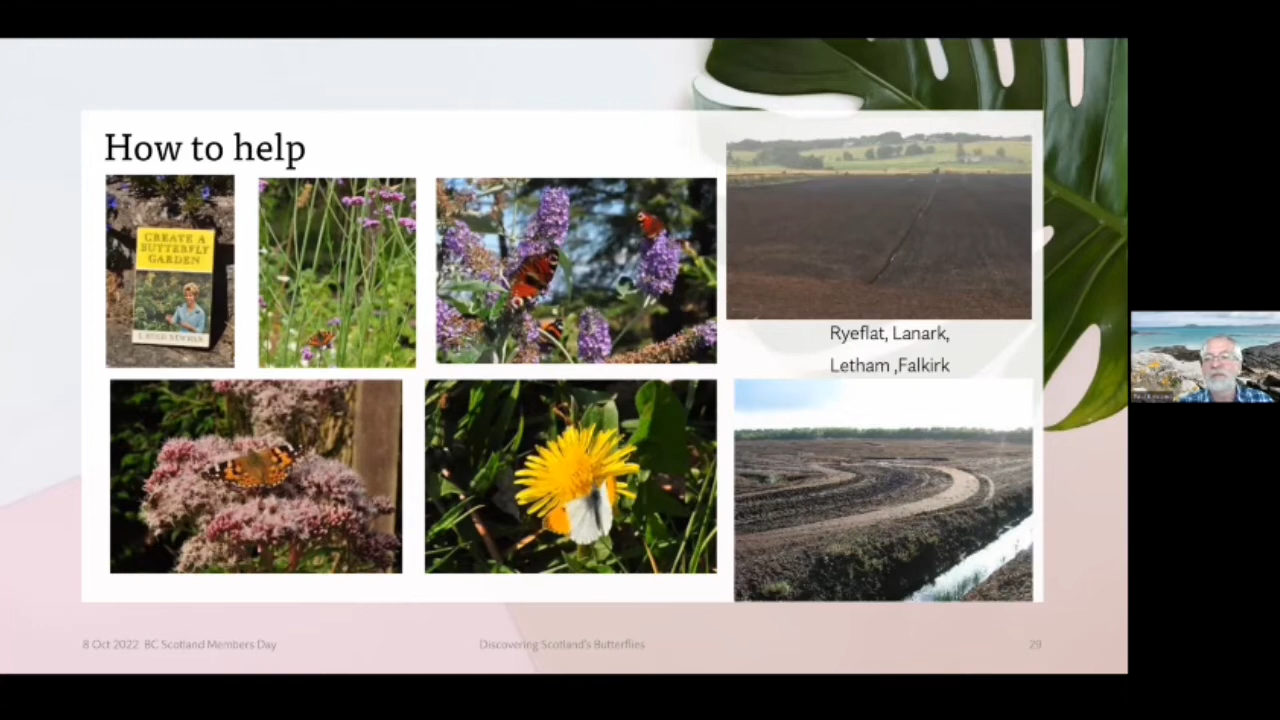 How to help
CREATE A
BUTTERFLY
GARDEN
Ryeflat, Lanark,
Letham ,Falkirk
8 Oct 2022 BC Scotland Members Day
Discovering Scotland's Butterflies
29